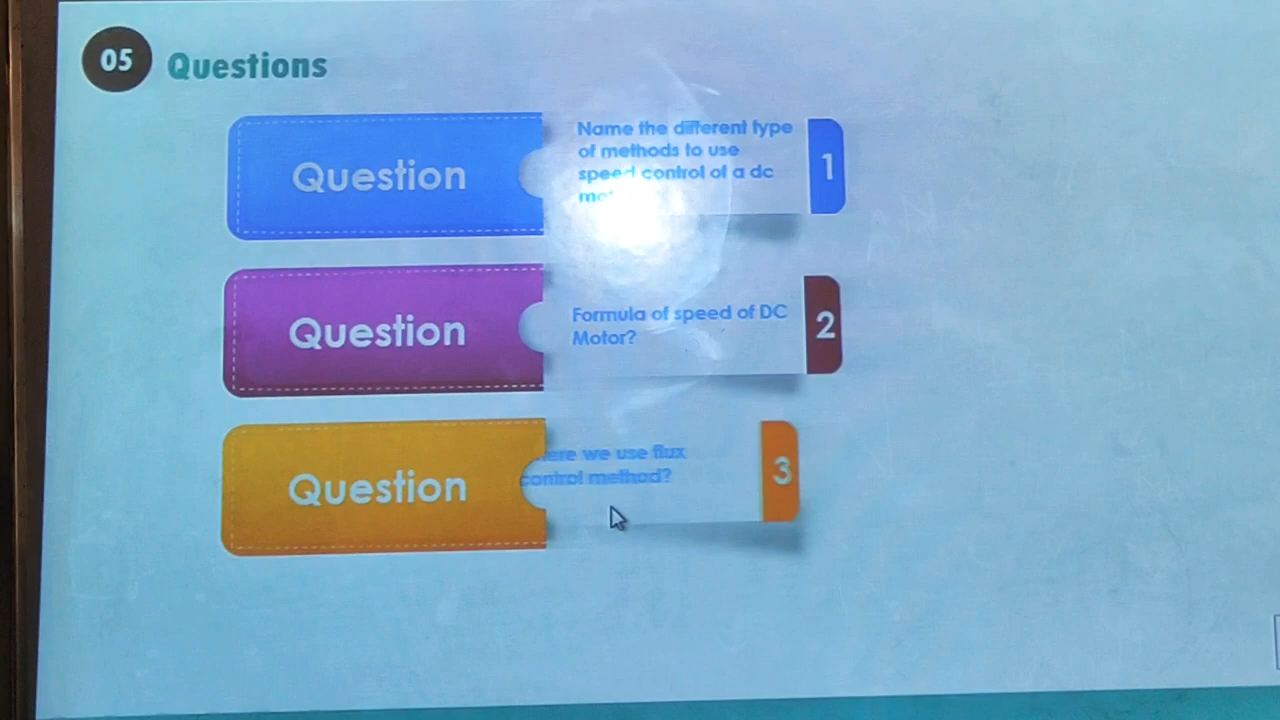 05
Questions
Question
Name the different type
of methods to use
speed control of a dc
1
Question
Formula of speed of DC
Motor?
2
Question
we use flux
control method?
3